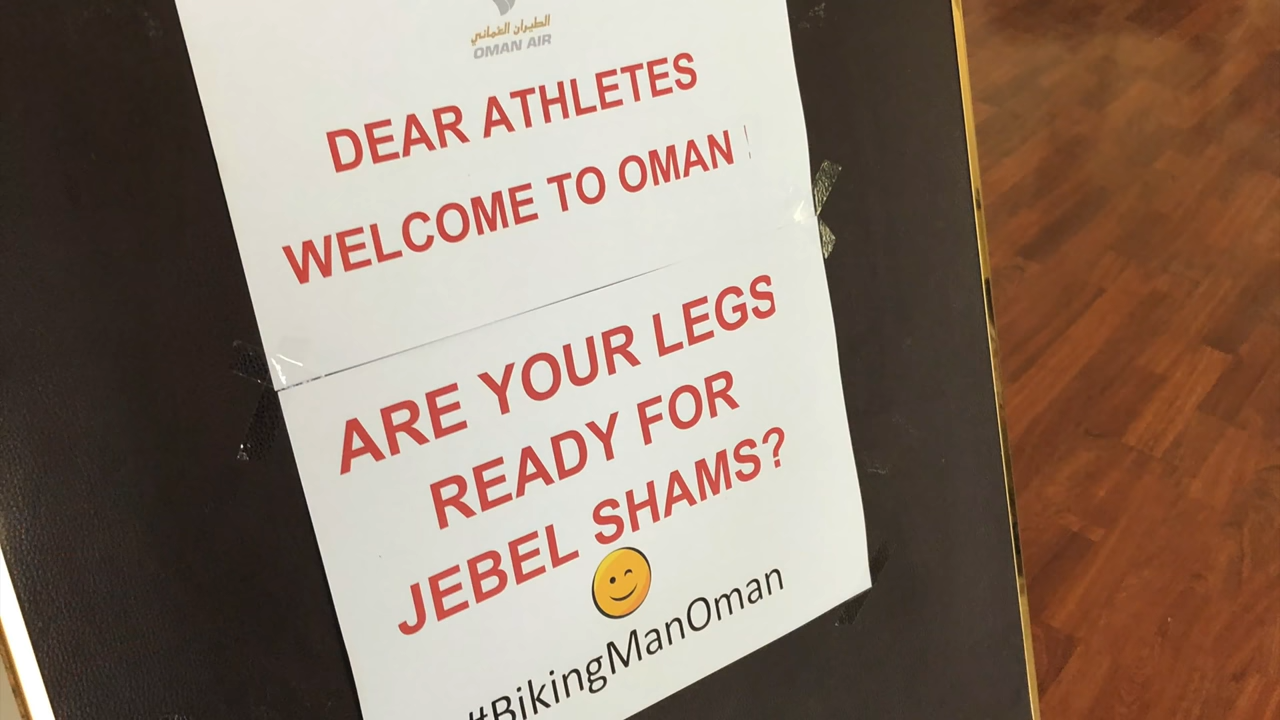 الطيران العماني
OMAN AIR
DEAR ATHLETES
WELCOME TO OMAN !
ARE YOUR LEGS
READY FOR
JEBEL SHAMS?
#BikingManOman